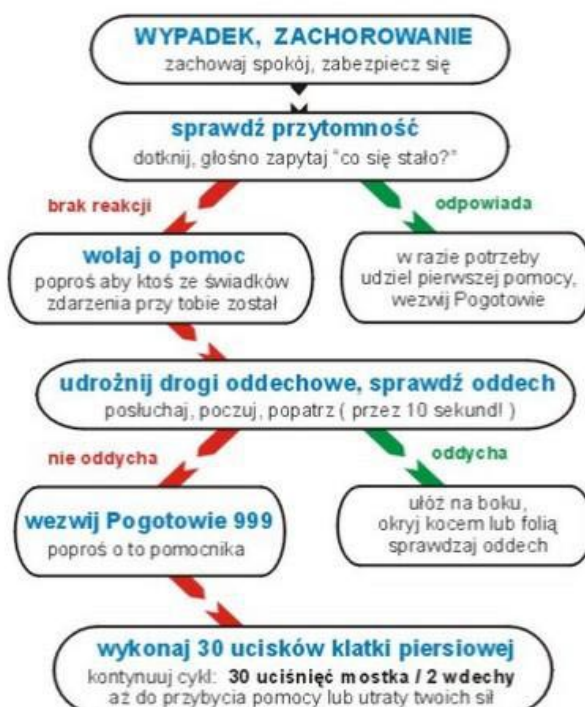 WYPADEK, ZACHOROWANIE
zachowaj spokój, zabezpiecz się
sprawdź przytomność
dotknij, głośno zapytaj "co się stało?"
brak reakcji
odpowiada
wolaj o pomoc
poproś aby ktoś ze świadków
zdarzenia przy tobie został
w razie potrzeby
udziel pierwszej pomocy,
wezwij Pogotowie
udrożnij drogi oddechowe, sprawdź oddech
posłuchaj, poczuj, popatrz ( przez 10 sekund! )
nie oddycha
oddycha
wezwij Pogotowie 999
poproś o to pomocnika
ułóż na boku,
okryj kocem lub folią
sprawdzaj oddech
wykonaj 30 ucisków klatki piersiowej
kontynuuj cykl: 30 uciśnięć mostka / 2 wdechy
aż do przybycia pomocy lub utraty twoich sił